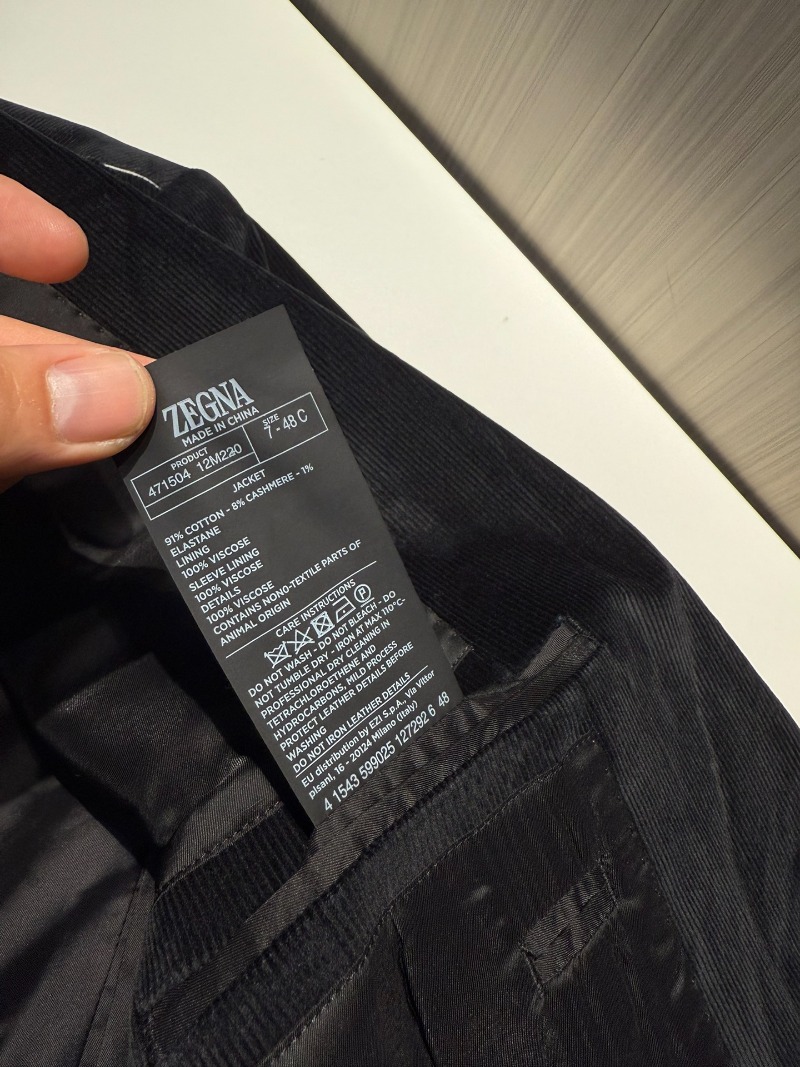 ZEGNA
MADE IN CHINA
PRODUCT
471504 12M220
SIZE
7 - 48 C
JACKET
91% COTTON - 8% CASHMERE - 1%
ELASTANE
LINING
100% VISCOSE
SLEEVE LINING
100% VISCOSE
DETAILS
100% VISCOSE
CONTAINS NON0-TEXTILE PARTS OF
ANIMAL ORIGIN
CARE INSTRUCTIONS
P
DO NOT WASH - DO NOT BLEACH - DO
NOT TUMBLE DRY - IRON AT MAX 110°C-
PROFESSIONAL DRY CLEANING IN
TETRACHLOROETHENE AND
HYDROCARBONS, MILD PROCESS
PROTECT LEATHER DETAILS BEFORE
WASHING
DO NOT IRON LEATHER DETAILS
EU distribution by EZI S.p.A., Via Vittor
pisani, 16 - 20124 Milano (Italy)
4 1543 599025 127292 6 48